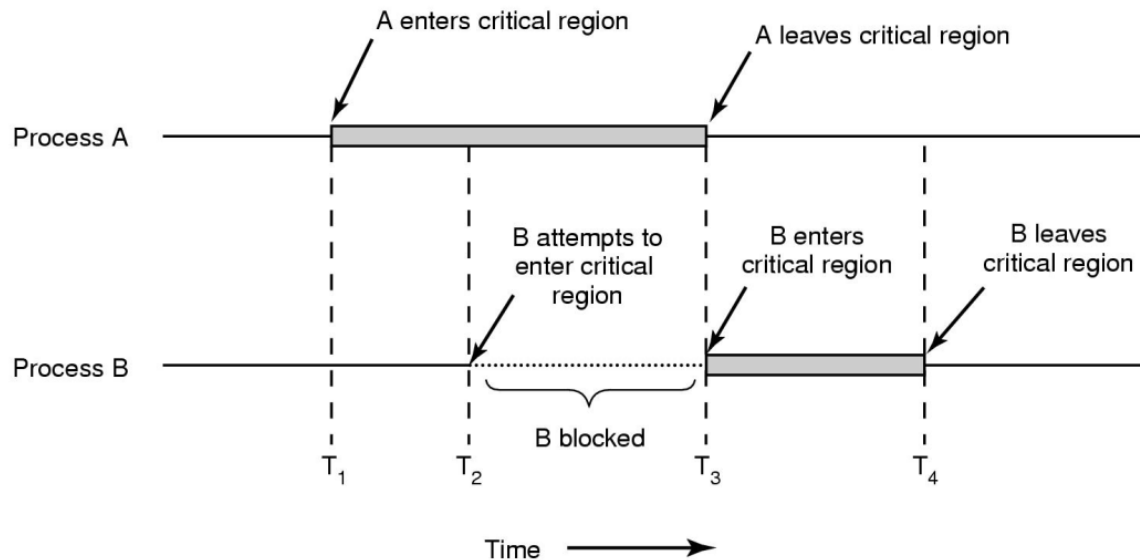 A enters critical region
A leaves critical region
Process A
B attempts to
enter critical
region
B enters
critical region
B leaves
critical region
Process B
B blocked
T1
T2
T3
T4
Time